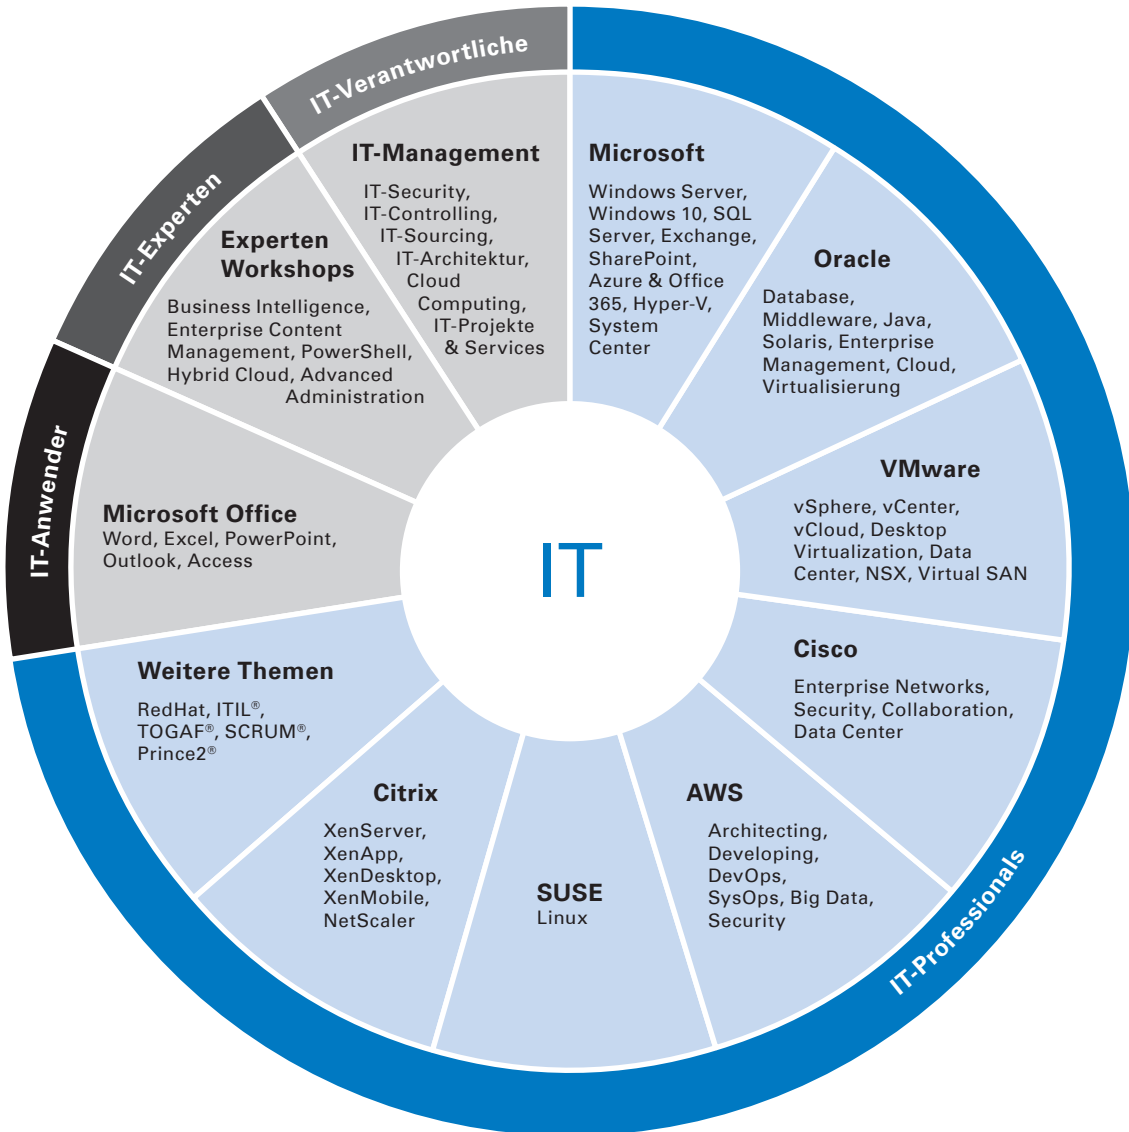 IT-Verantwortliche
IT-Experten
IT-Anwender
IT-Professionals
IT
IT-Management
IT-Security,
IT-Controlling,
IT-Sourcing,
IT-Architektur,
Cloud
Computing,
IT-Projekte
& Services
Microsoft
Windows Server,
Windows 10, SQL
Server, Exchange,
SharePoint,
Azure & Office
365, Hyper-V,
System
Center
Oracle
Database,
Middleware, Java,
Solaris, Enterprise
Management, Cloud,
Virtualisierung
VMware
vSphere, vCenter,
vCloud, Desktop
Virtualization, Data
Center, NSX, Virtual SAN
Cisco
Enterprise Networks,
Security, Collaboration,
Data Center
AWS
Architecting,
Developing,
DevOps,
SysOps, Big Data,
Security
SUSE
Linux
Citrix
XenServer,
XenApp,
XenDesktop,
XenMobile,
NetScaler
Weitere Themen
RedHat, ITIL®,
TOGAF®, SCRUM®,
Prince2®
Microsoft Office
Word, Excel, PowerPoint,
Outlook, Access
Experten
Workshops
Business Intelligence,
Enterprise Content
Management, PowerShell,
Hybrid Cloud, Advanced
Administration